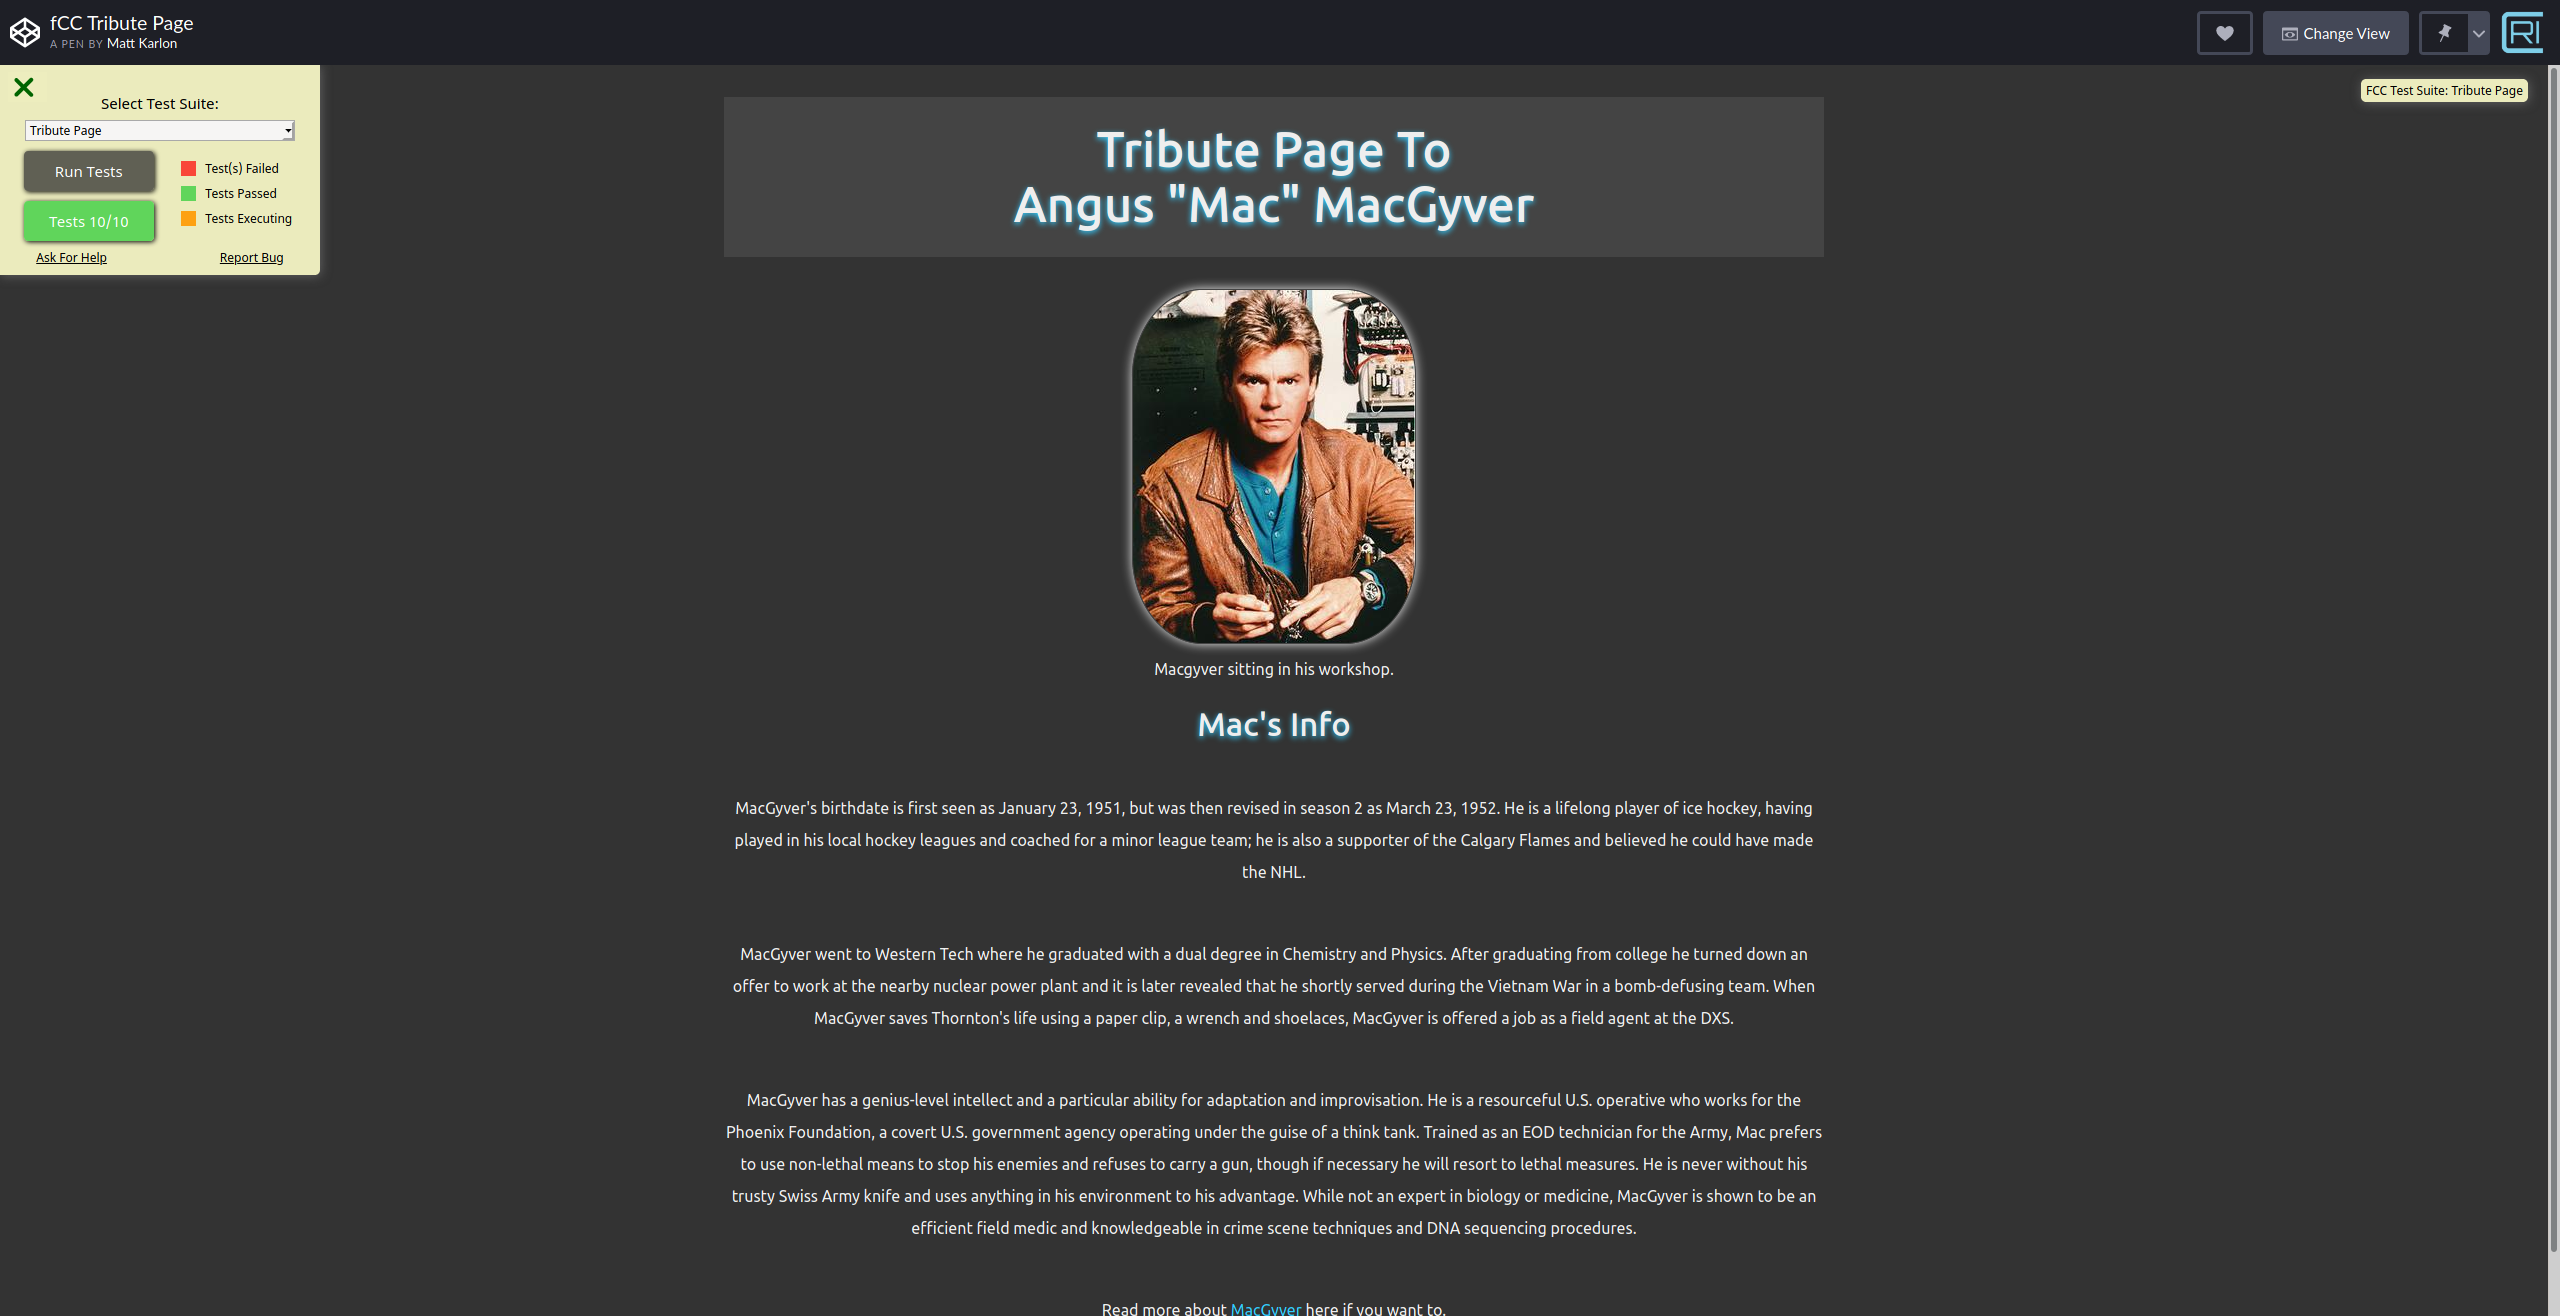 fCC Tribute Page
A PEN BY Matt Karlon
Change View
Select Test Suite:
Tribute Page
Run Tests
Tests 10/10
Test(s) Failed
Tests Passed
Tests Executing
Ask For Help
Report Bug
FCC Test Suite: Tribute Page
Tribute Page To
Angus "Mac" MacGyver
Macgyver sitting in his workshop.
Mac's Info
MacGyver's birthdate is first seen as January 23, 1951, but was then revised in season 2 as March 23, 1952. He is a lifelong player of ice hockey, having
played in his local hockey leagues and coached for a minor league team; he is also a supporter of the Calgary Flames and believed he could have made
the NHL.
MacGyver went to Western Tech where he graduated with a dual degree in Chemistry and Physics. After graduating from college he turned down an
offer to work at the nearby nuclear power plant and it is later revealed that he shortly served during the Vietnam War in a bomb-defusing team. When
MacGyver saves Thornton's life using a paper clip, a wrench and shoelaces, MacGyver is offered a job as a field agent at the DXS.
MacGyver has a genius-level intellect and a particular ability for adaptation and improvisation. He is a resourceful U.S. operative who works for the
Phoenix Foundation, a covert U.S. government agency operating under the guise of a think tank. Trained as an EOD technician for the Army, Mac prefers
to use non-lethal means to stop his enemies and refuses to carry a gun, though if necessary he will resort to lethal measures. He is never without his
trusty Swiss Army knife and uses anything in his environment to his advantage. While not an expert in biology or medicine, MacGyver is shown to be an
efficient field medic and knowledgeable in crime scene techniques and DNA sequencing procedures.
Read more about MacGyver here if you want to.